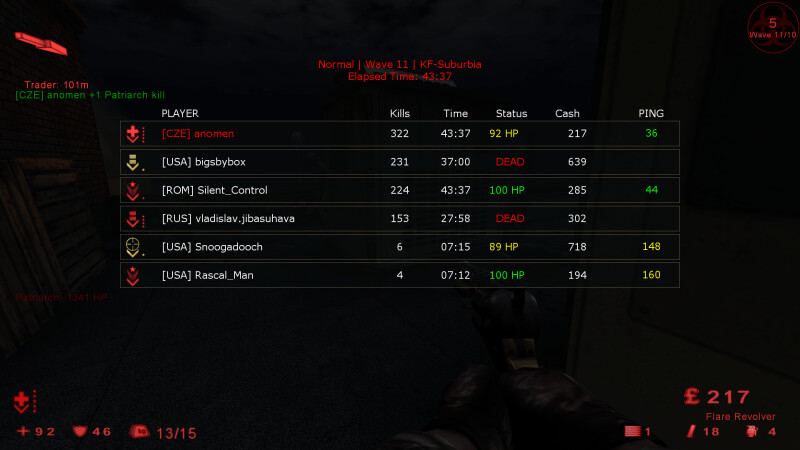 5
Wave 11/10
Normal | Wave 11 | KF-Suburbia
Elapsed Time: 43:37
Trader: 101m
[CZE] anomen +1 Patriarch kill
PLAYER Kills Time Status Cash PING
[CZE] anomen 322 43:37 92 HP 217 36
[USA] bigsbybox 231 37:00 DEAD 639
[ROM] Silent_Control 224 43:37 100 HP 285 44
[RUS] vladislav.jibasuhava 153 27:58 DEAD 302
[USA] Snoogadooch 6 07:15 89 HP 718 148
[USA] Rascal_Man 4 07:12 100 HP 194 160
Patriarch -1341 HP
£ 217
Flare Revolver
92 46 13/15 1 18 4